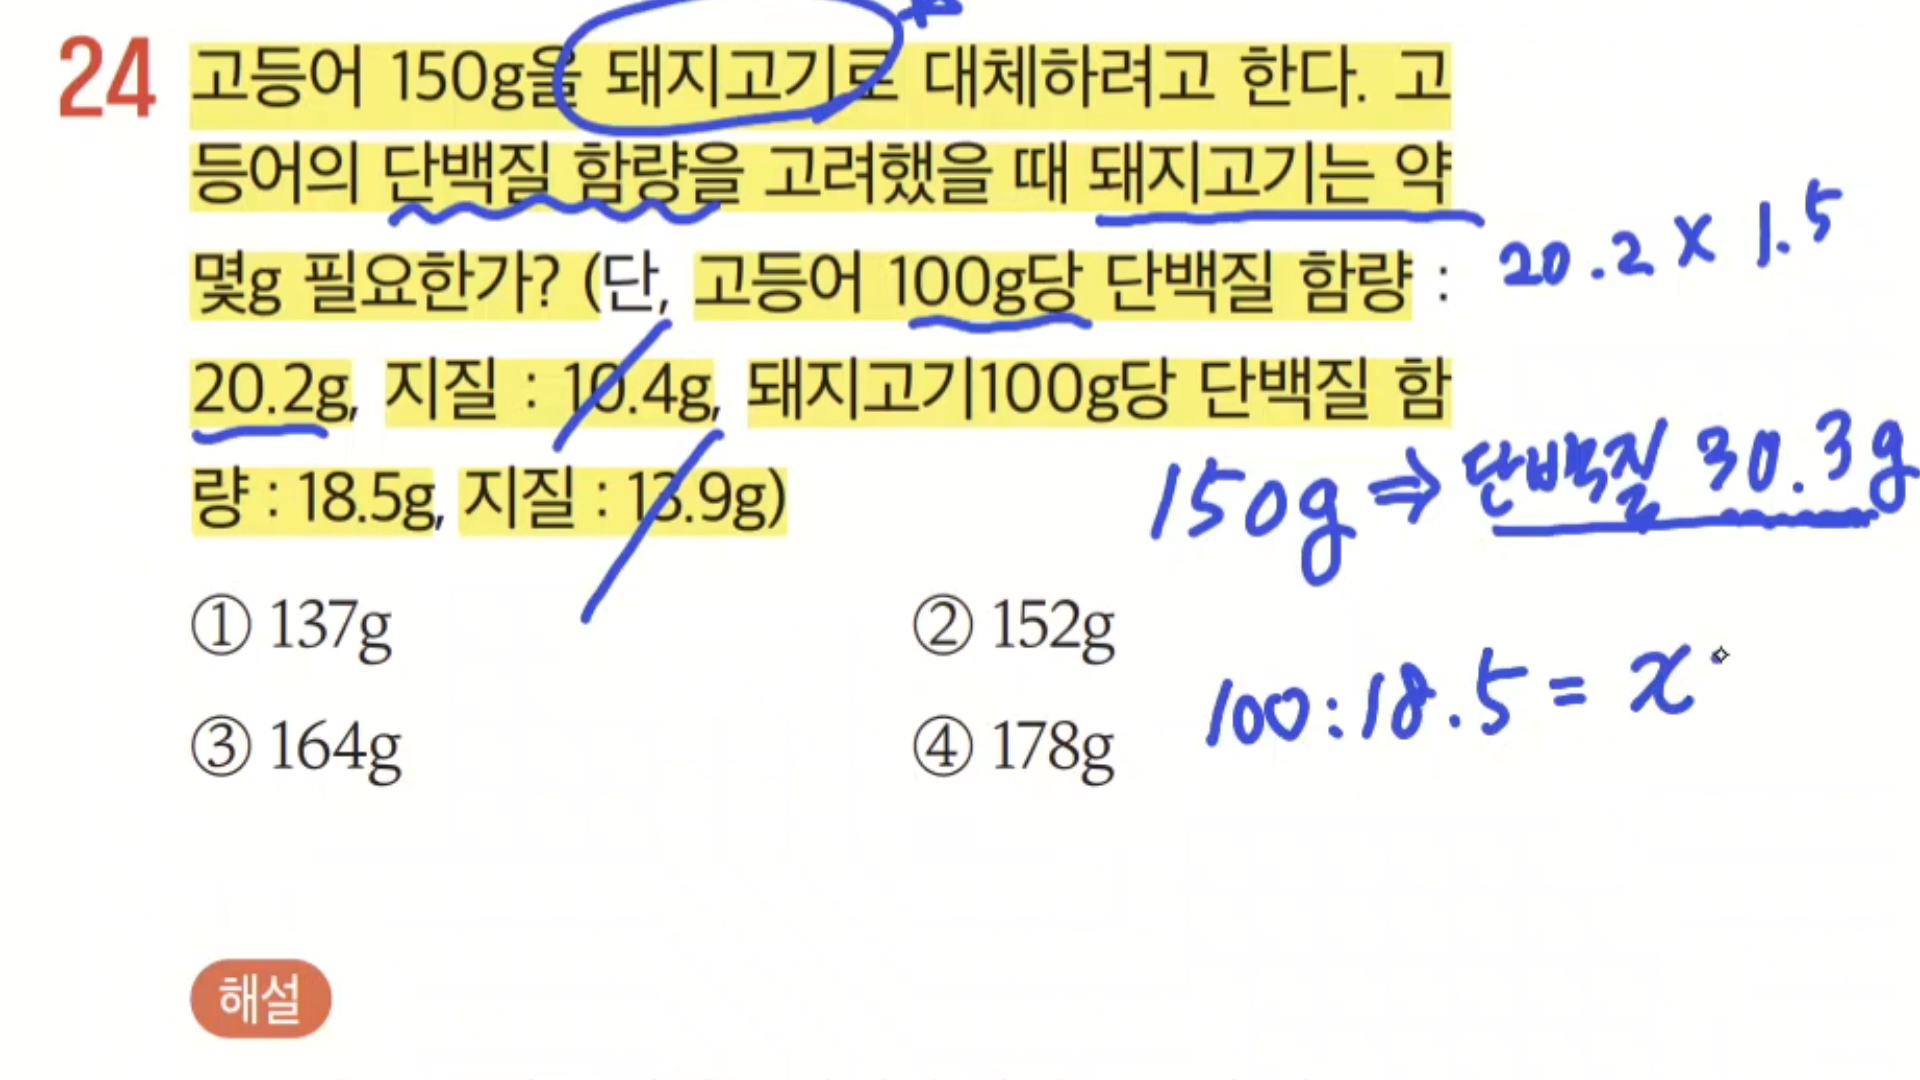 24 고등어 150g을 돼지고기로 대체하려고 한다. 고
등어의 단백질 함량을 고려했을 때 돼지고기는 약
몇g 필요한가? (단, 고등어 100g당 단백질 함량 :
20.2g, 지질 : 10.4g, 돼지고기100g당 단백질 함
량 : 18.5g, 지질 : 13.9g)
20.2 x 1.5
150g ⇒ 단백질 30.3g
① 137g ② 152g
③ 164g ④ 178g
100:18.5 = x
해설